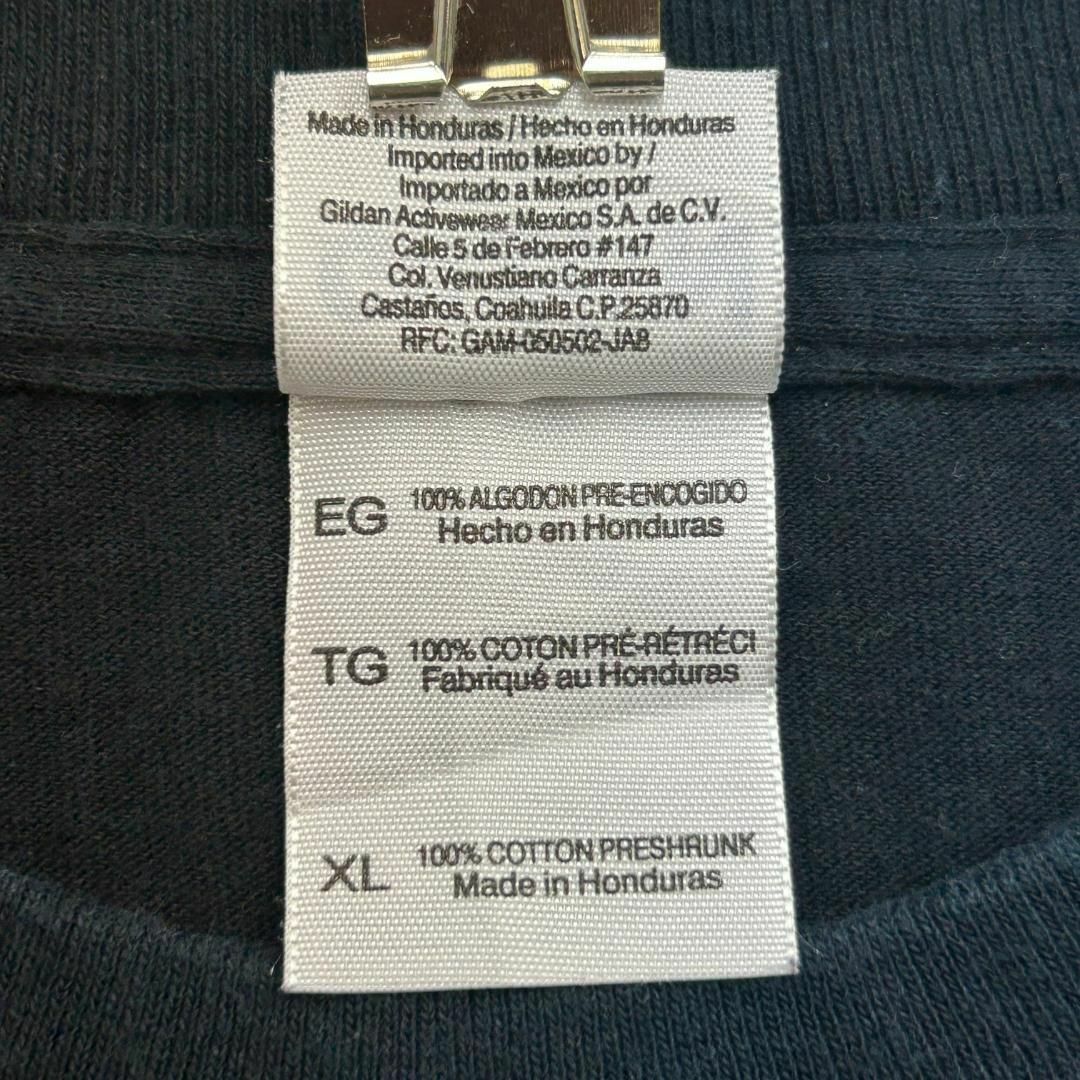 Made in Honduras / Hecho en Honduras
Imported into Mexico by /
Importado a Mexico por
Gildan Activewear Mexico S.A. de C.V.
Calle 5 de Febrero #147
Col. Venustiano Carranza
Castaños, Coahuila C.P.25870
RFC: GAM-050502-JA8
EG 100% ALGODON PRE-ENCOGIDO
Hecho en Honduras
TG 100% COTON PRÉ-RÉTRÉCI
Fabriqué au Honduras
XL 100% COTTON PRESHRUNK
Made in Honduras